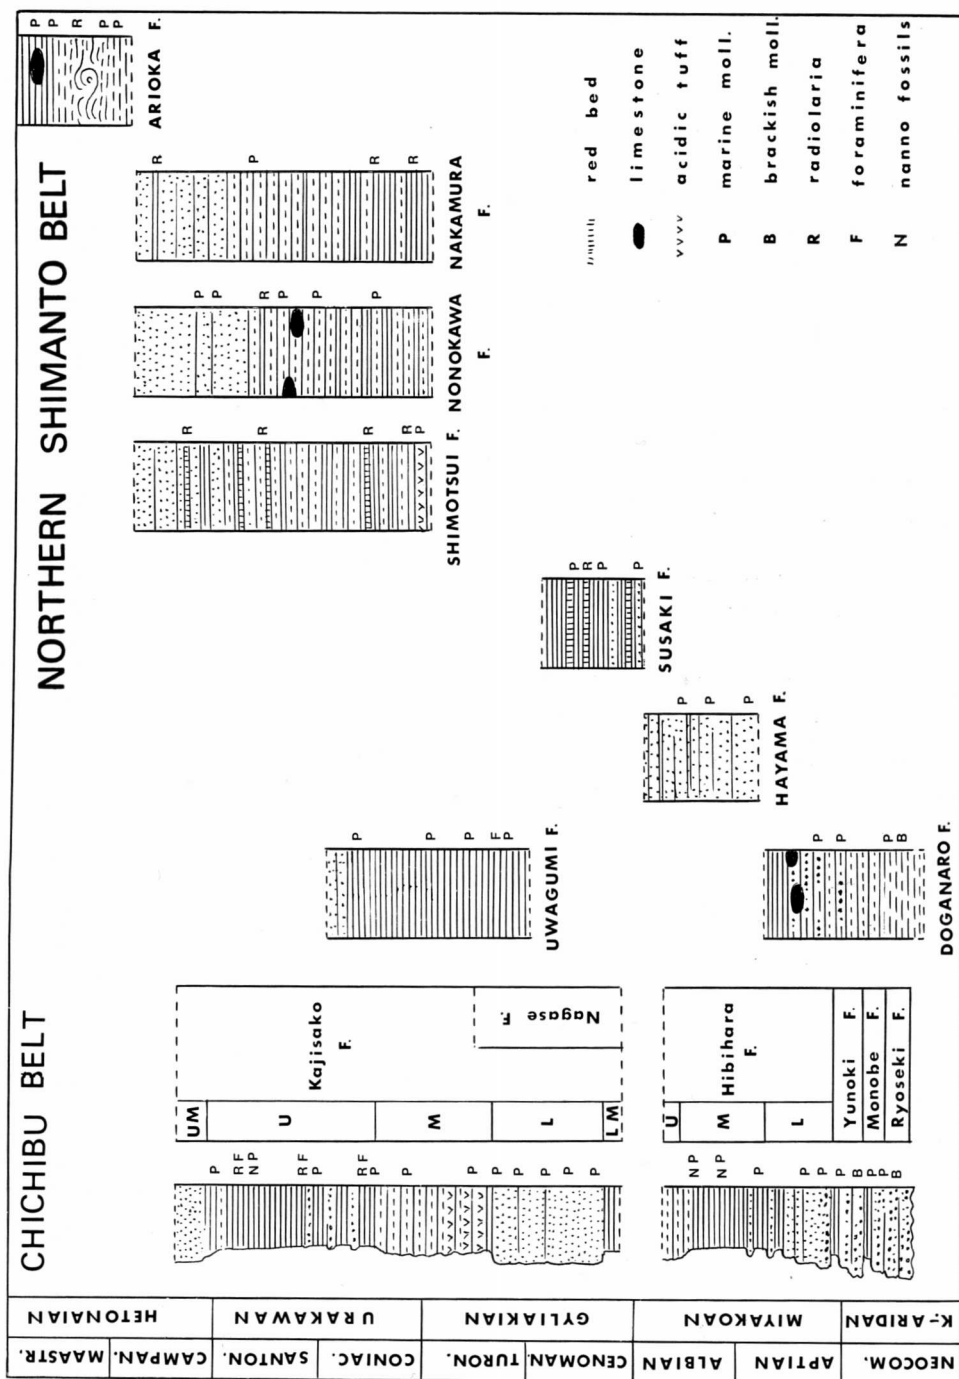 CHICHIBU BELT
NORTHERN SHIMANTO BELT
MAASTR.
CAMPAN.
SANTON.
CONIAC.
TURON.
CENOMAN.
ALBIAN
APTIAN
NEOCOM.
HETONAIAN
URAKAWAN
GYLIAKIAN
MIYAKOAN
K-ARIDAN
P
R F
N P
R F
P
R F
P
P
P
P
P
P
P
P
P
N P
N P
P
P
P
P
B
P
P
B
UM
U
M
L
LM
Kajisako
F.
Nagase
F.
U
M
L
Hibihara
F.
Yunoki F.
Monobe F.
Ryoseki F.
P
P
P
F
P
UWAGUMI F.
P
P
P
B
DOGANARO F.
P
P
P
HAYAMA F.
P
R
P
P
SUSAKI F.
R
R
R
R
P
SHIMOTSUI F.
P
P
R
P
P
P
NONOKAWA
F.
R
P
R
R
NAKAMURA
F.
P
P
R
P
P
ARIOKA F.
red bed
limestone
acidic tuff
P marine moll.
B brackish moll.
R radiolaria
F foraminifera
N nanno fossils